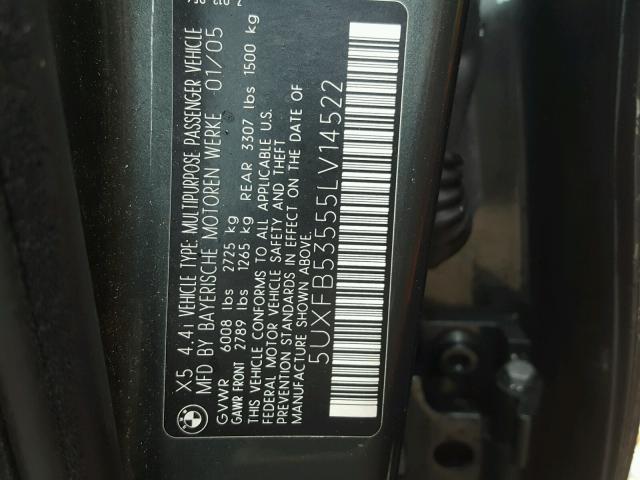 X5 4.4i VEHICLE TYPE: MULTIPURPOSE PASSENGER VEHICLE
MFD BY BAYERISCHE MOTOREN WERKE 01/05
GVWR 6008 lbs 2725 kg
GAWR FRONT 2789 lbs 1265 kg REAR 3307 lbs 1500 kg
THIS VEHICLE CONFORMS TO ALL APPLICABLE U.S.
FEDERAL MOTOR VEHICLE SAFETY AND THEFT
PREVENTION STANDARDS IN EFFECT ON THE DATE OF
MANUFACTURE SHOWN ABOVE.
5UXFB53555LV14522